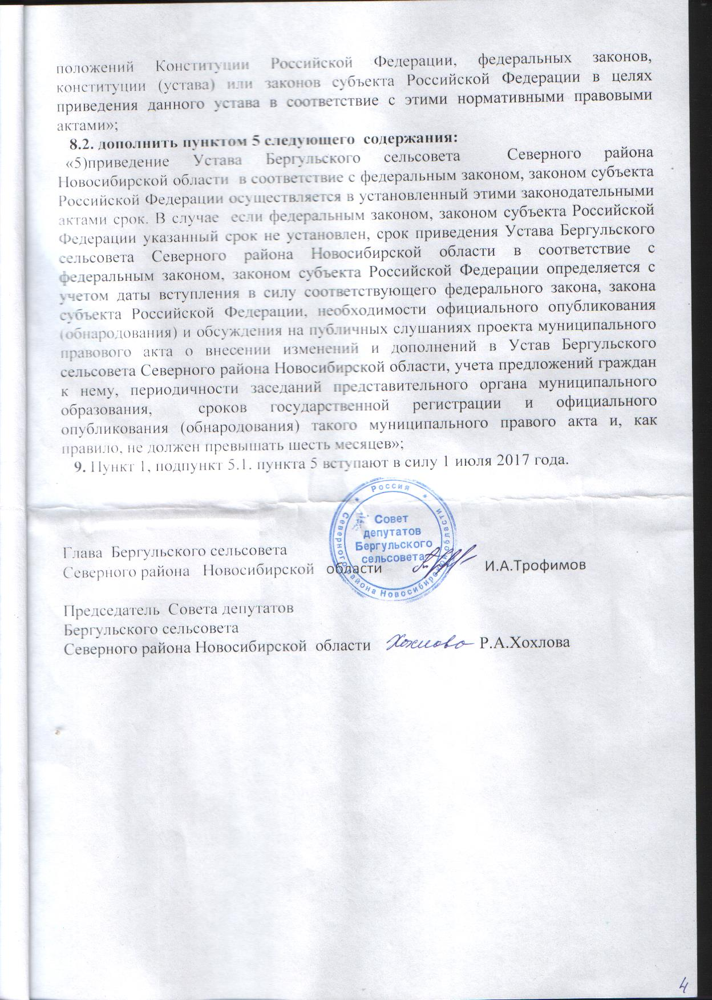 положений Конституции Российской Федерации, федеральных законов,
конституции (устава) или законов субъекта Российской Федерации в целях
приведения данного устава в соответствие с этими нормативными правовыми
актами»;
8.2. дополнить пунктом 5 следующего содержания:
«5)приведение Устава Бергульского сельсовета Северного района
Новосибирской области в соответствие с федеральным законом, законом субъекта
Российской Федерации осуществляется в установленный этими законодательными
актами срок. В случае если федеральным законом, законом субъекта Российской
Федерации указанный срок не установлен, срок приведения Устава Бергульского
сельсовета Северного района Новосибирской области в соответствие с
федеральным законом, законом субъекта Российской Федерации определяется с
учетом даты вступления в силу соответствующего федерального закона, закона
субъекта Российской Федерации, необходимости официального опубликования
(обнародования) и обсуждения на публичных слушаниях проекта муниципального
правового акта о внесении изменений и дополнений в Устав Бергульского
сельсовета Северного района Новосибирской области, учета предложений граждан
к нему, периодичности заседаний представительного органа муниципального
образования, сроков государственной регистрации и официального
опубликования (обнародования) такого муниципального правого акта и, как
правило, не должен превышать шесть месяцев»;
9. Пункт 1, подпункт 5.1. пункта 5 вступают в силу 1 июля 2017 года.
* Россия *
Северного района Новосибирской области
Совет
депутатов
Бергульского
сельсовета
Глава Бергульского сельсовета
Северного района Новосибирской области И.А.Трофимов
Председатель Совета депутатов
Бергульского сельсовета
Северного района Новосибирской области Хохлова Р.А.Хохлова
4